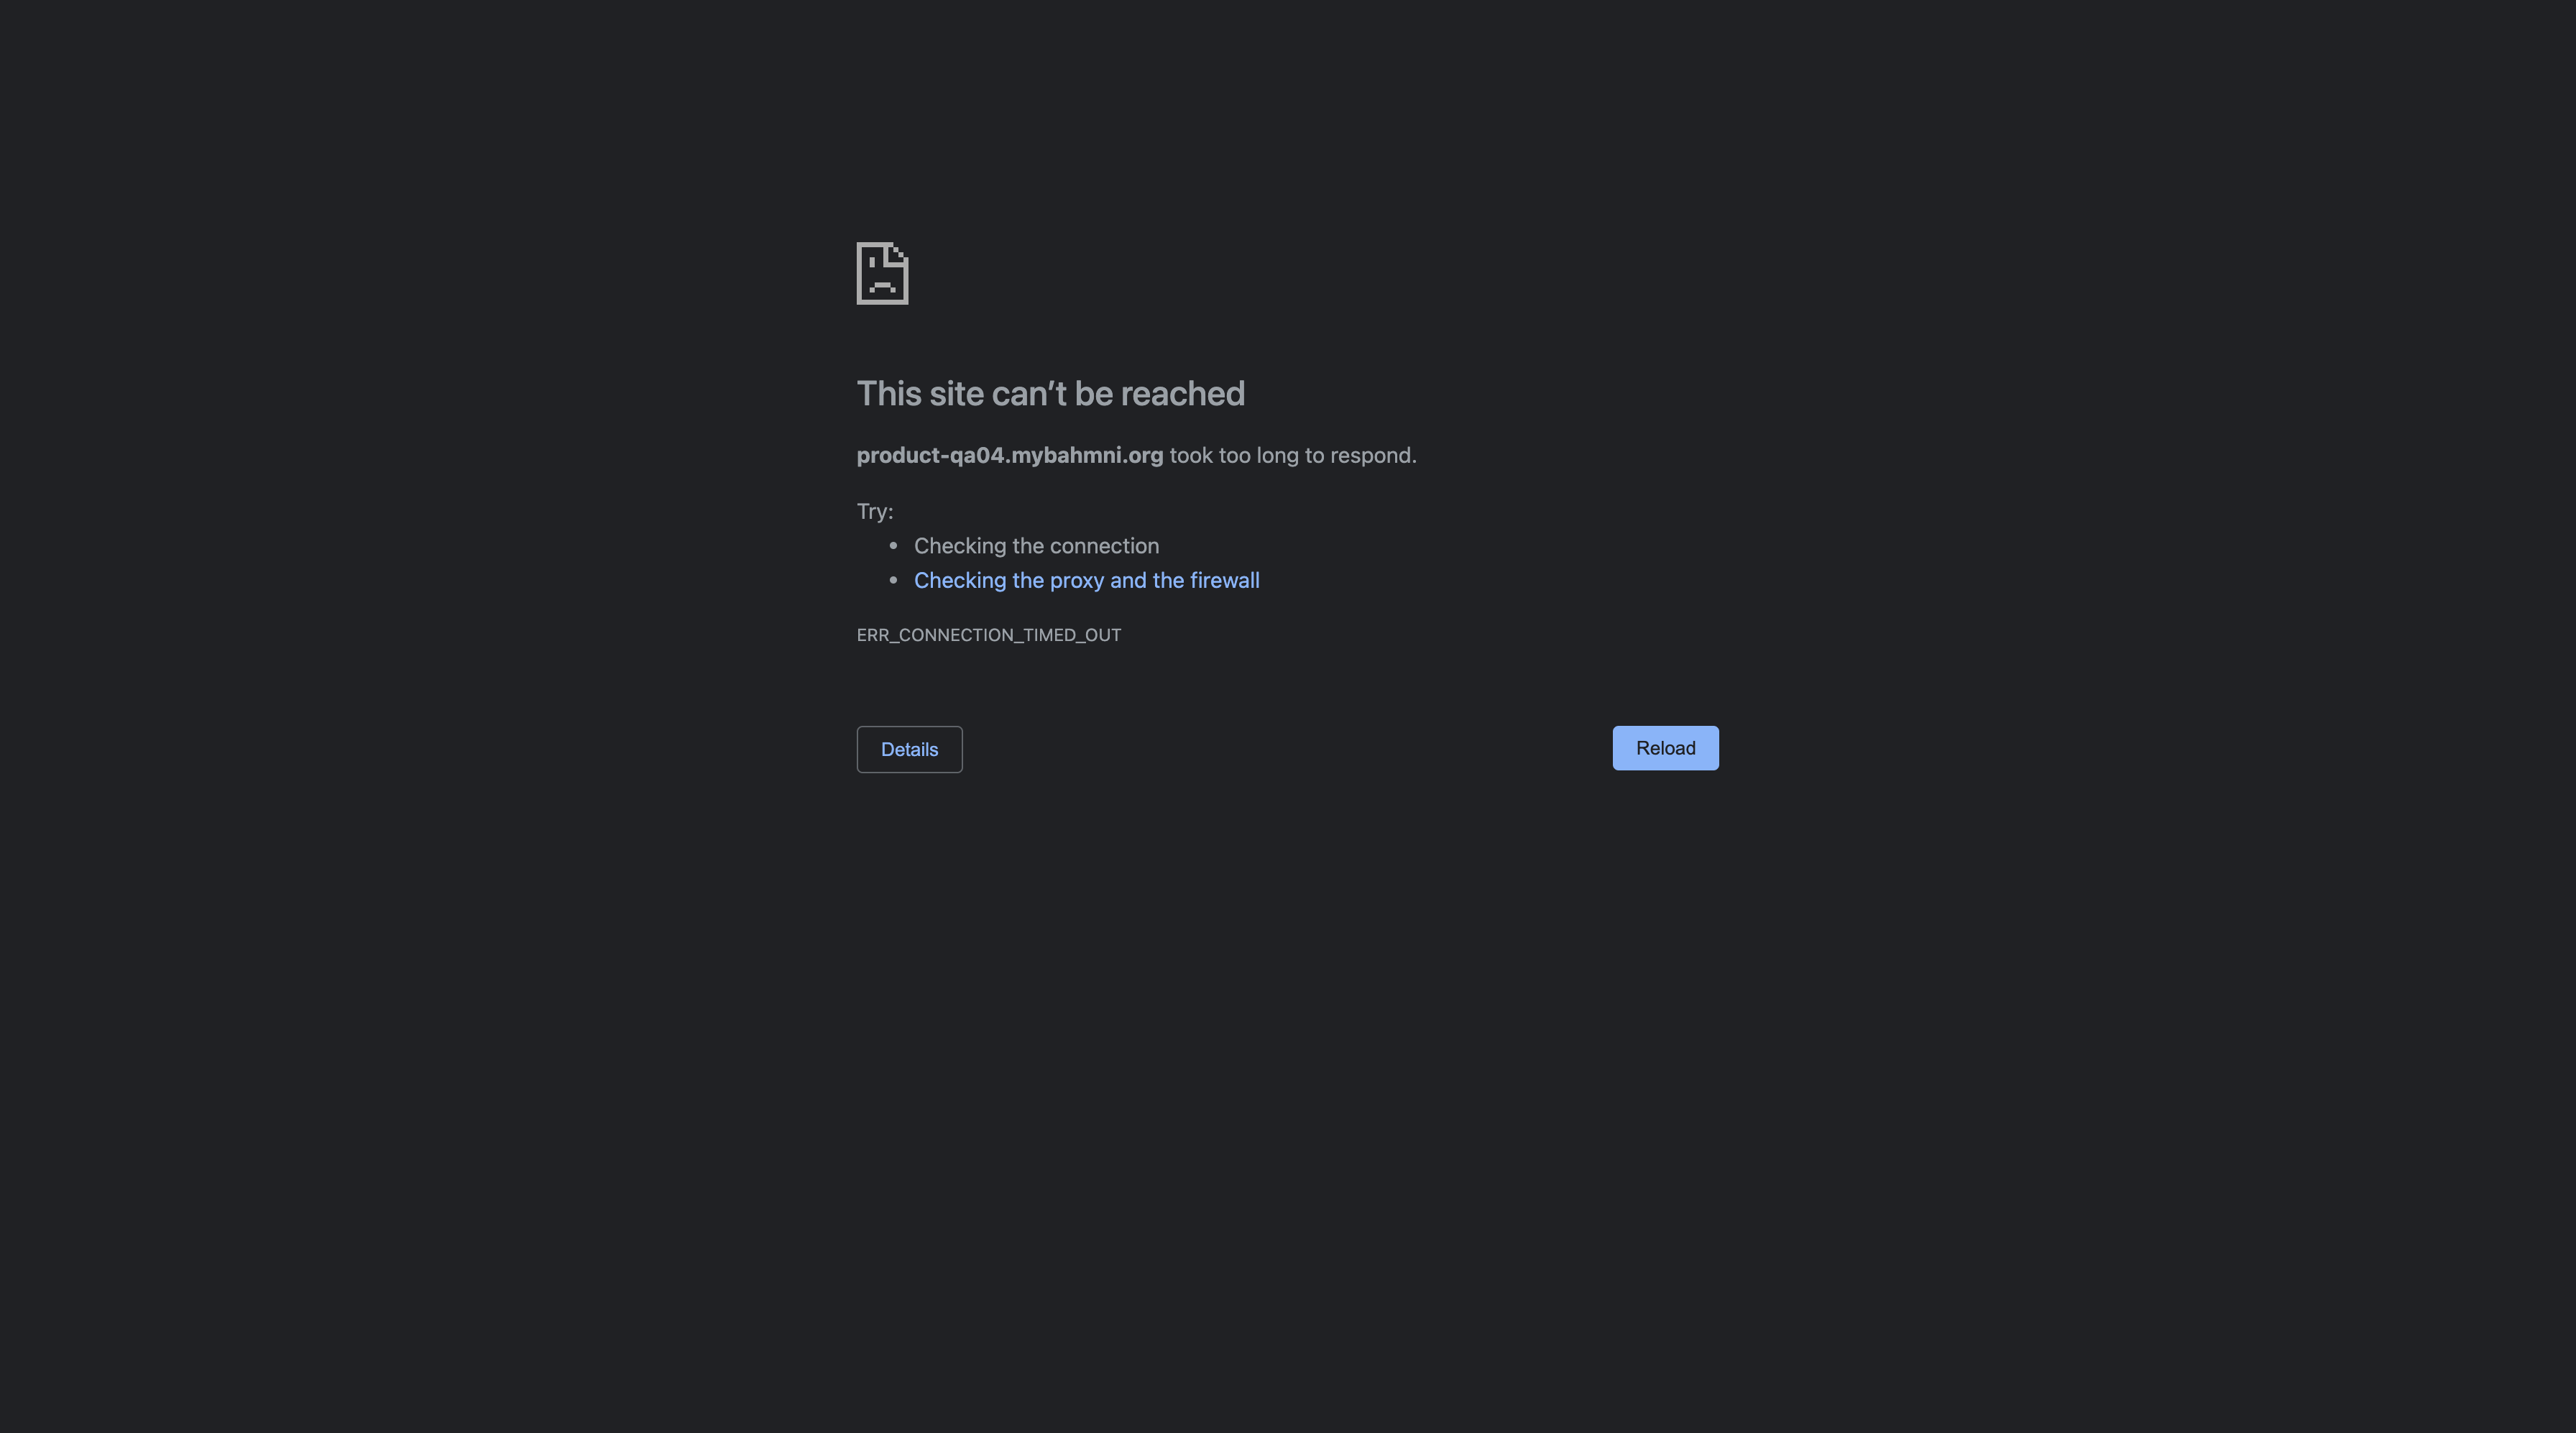 This site can’t be reached
product-qa04.mybahmni.org took too long to respond.
Try:
• Checking the connection
• Checking the proxy and the firewall
ERR_CONNECTION_TIMED_OUT
Details
Reload